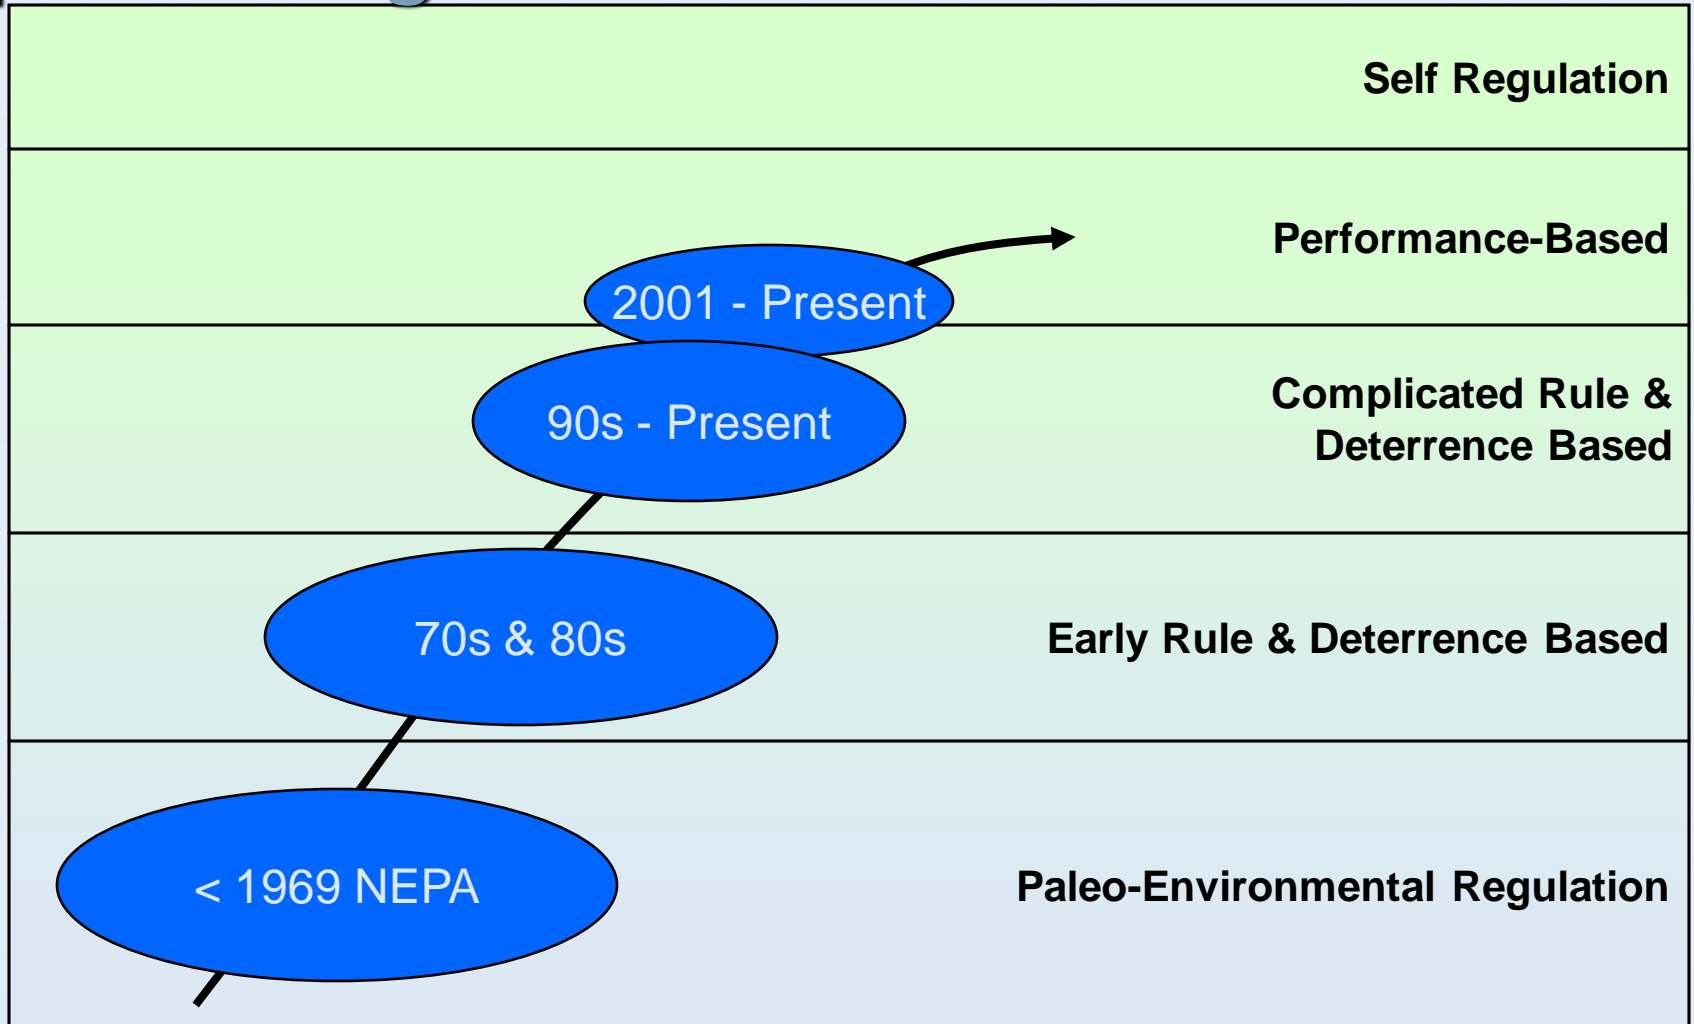 Self Regulation
Performance-Based
2001 - Present
Complicated Rule &
Deterrence Based
90s - Present
70s & 80s
Early Rule & Deterrence Based
< 1969 NEPA
Paleo-Environmental Regulation